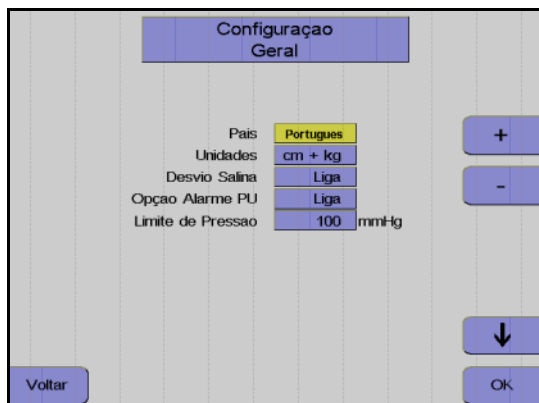 Configuraçao
Geral
Pais Portugues
Unidades cm + kg
Desvio Salina Liga
Opçao Alarme PU Liga
Limite de Pressao 100 mmHg
+
-
↓
Voltar OK